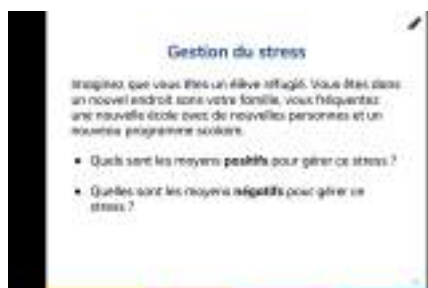 Gestion du stress
Imaginez que vous êtes un élève réfugié. Vous êtes dans
un nouvel endroit sans votre famille, vous fréquentez
une nouvelle école avec de nouvelles personnes et un
nouveau programme scolaire.
• Quels sont les moyens positifs pour gérer ce stress ?
• Quelles sont les moyens négatifs pour gérer ce
stress ?